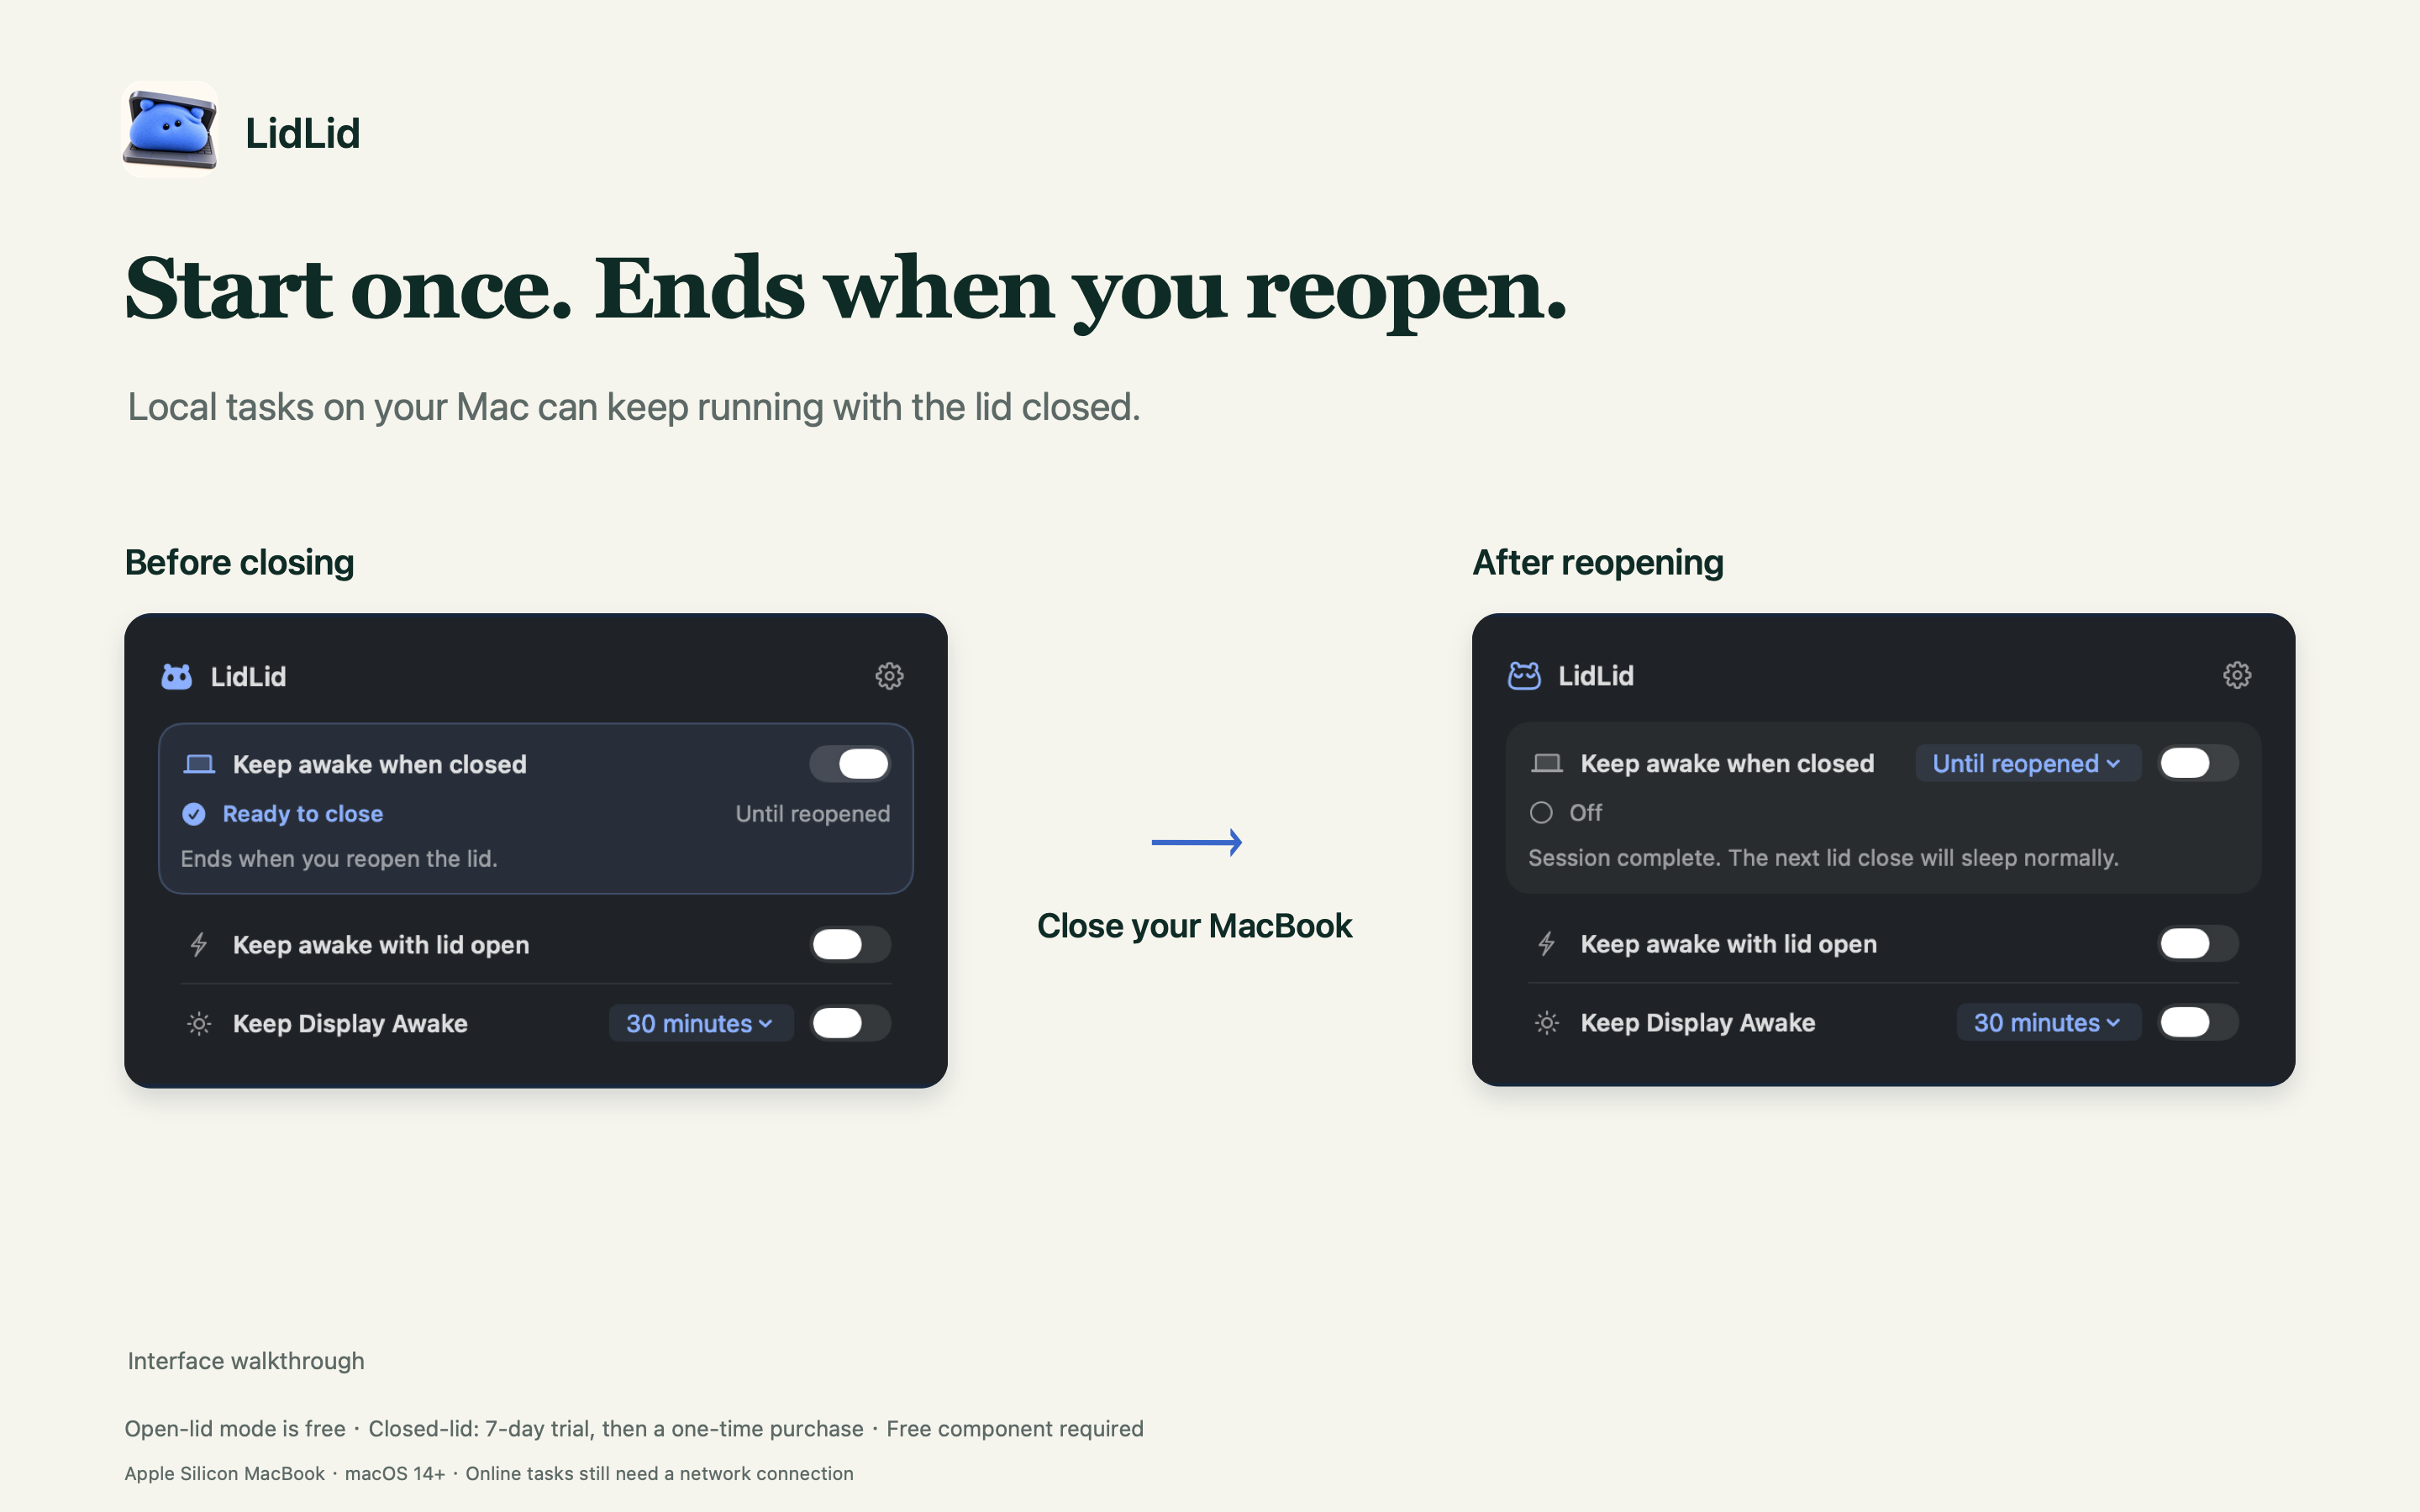 LidLid
Start once. Ends when you reopen.
Local tasks on your Mac can keep running with the lid closed.
Before closing
LidLid
Keep awake when closed
Ready to close
Until reopened
Ends when you reopen the lid.
Keep awake with lid open
Keep Display Awake
30 minutes
Close your MacBook
After reopening
LidLid
Keep awake when closed
Until reopened
Off
Session complete. The next lid close will sleep normally.
Keep awake with lid open
Keep Display Awake
30 minutes
Interface walkthrough
Open-lid mode is free · Closed-lid: 7-day trial, then a one-time purchase · Free component required
Apple Silicon MacBook · macOS 14+ · Online tasks still need a network connection